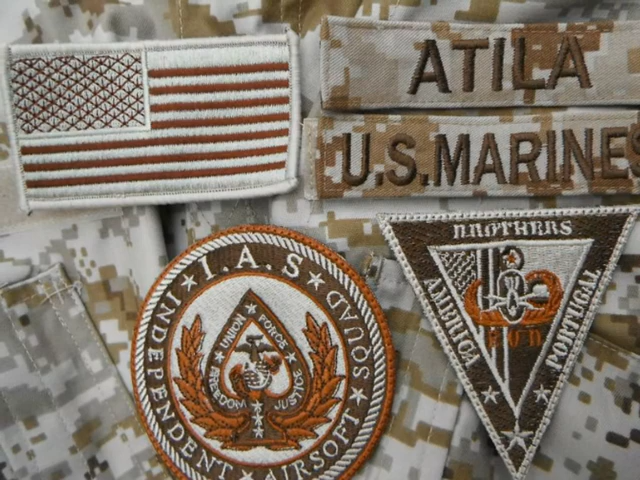 ATILA
U.S.MARINES
I.A.S
INDEPENDENT AIRSOFT SQUAD
UNION FORCE
FREEDOM JUSTICE
BROTHERS
AMERICA
PORTUGAL